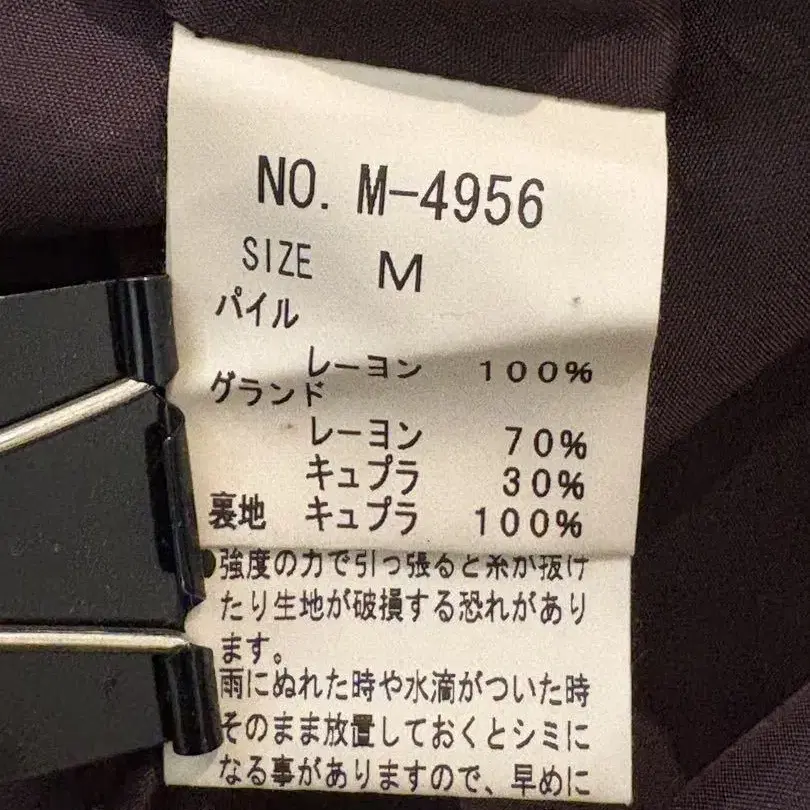 NO. M-4956
SIZE M
パイル
レーヨン 100%
グランド
レーヨン 70%
キュプラ 30%
裏地 キュプラ 100%
●強度の力で引っ張ると糸が抜け
たり生地が破損する恐れがあり
ます。
雨にぬれた時や水滴がついた時
そのまま放置しておくとシミに
なる事がありますので、早めに